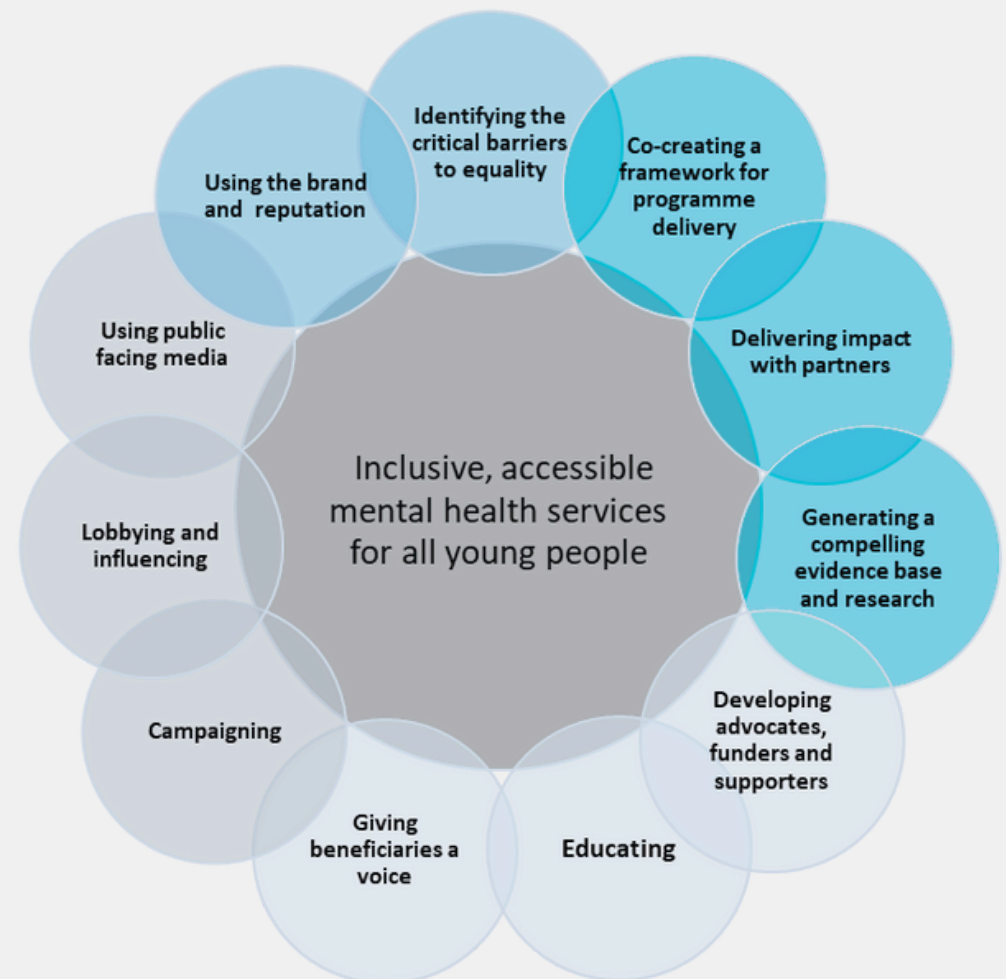 Identifying the
critical barriers
to equality
Co-creating a
framework for
programme
delivery
Delivering impact
with partners
Generating a
compelling
evidence base
and research
Developing
advocates,
funders and
supporters
Educating
Giving
beneficiaries a
voice
Campaigning
Lobbying and
influencing
Using public
facing media
Using the brand
and reputation
Inclusive, accessible
mental health services
for all young people